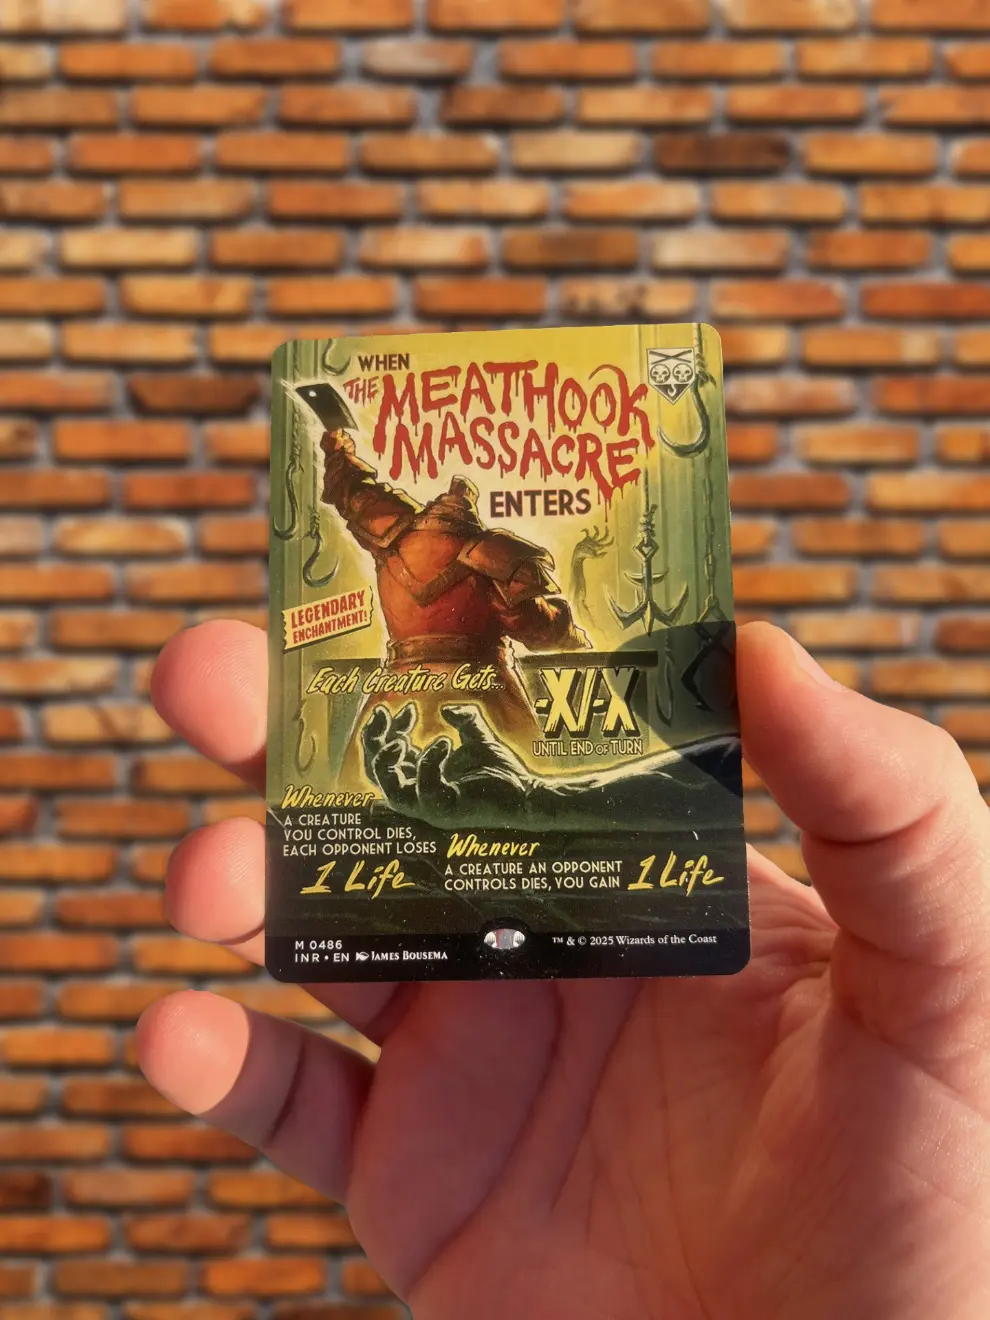 WHEN
THE MEATHOOK
MASSACRE
ENTERS
LEGENDARY
ENCHANTMENT!
Each Creature Gets...
-X/-X
UNTIL END OF TURN
Whenever
A CREATURE
YOU CONTROL DIES,
EACH OPPONENT LOSES
1 Life
Whenever
A CREATURE AN OPPONENT
CONTROLS DIES, YOU GAIN
1 Life
M 0486
INR • EN JAMES BOUSEMA
™ & © 2025 Wizards of the Coast